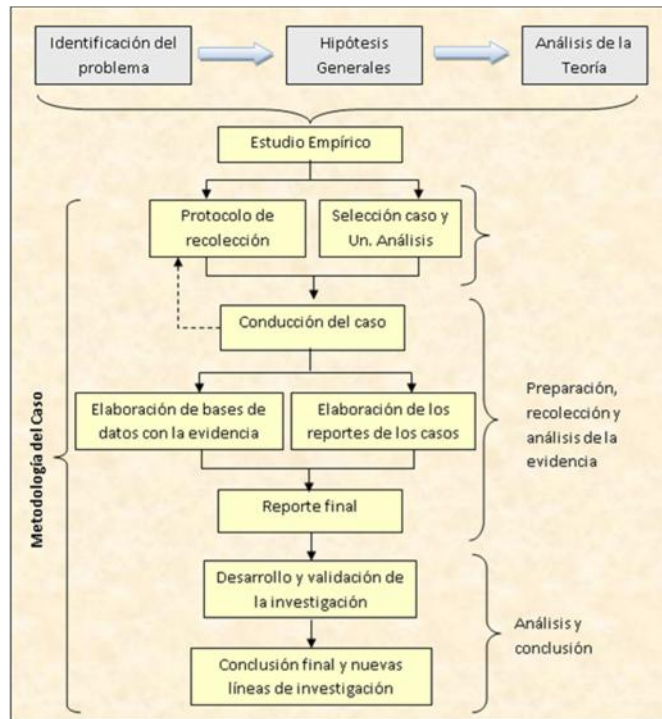 Identificación del
problema
Hipótesis
Generales
Análisis de la
Teoría
Estudio Empírico
Protocolo de
recolección
Selección caso y
Un. Análisis
Conducción del caso
Elaboración de bases de
datos con la evidencia
Elaboración de los
reportes de los casos
Preparación,
recolección y
análisis de la
evidencia
Metodología del Caso
Reporte final
Desarrollo y validación de
la investigación
Análisis y
conclusión
Conclusión final y nuevas
líneas de investigación